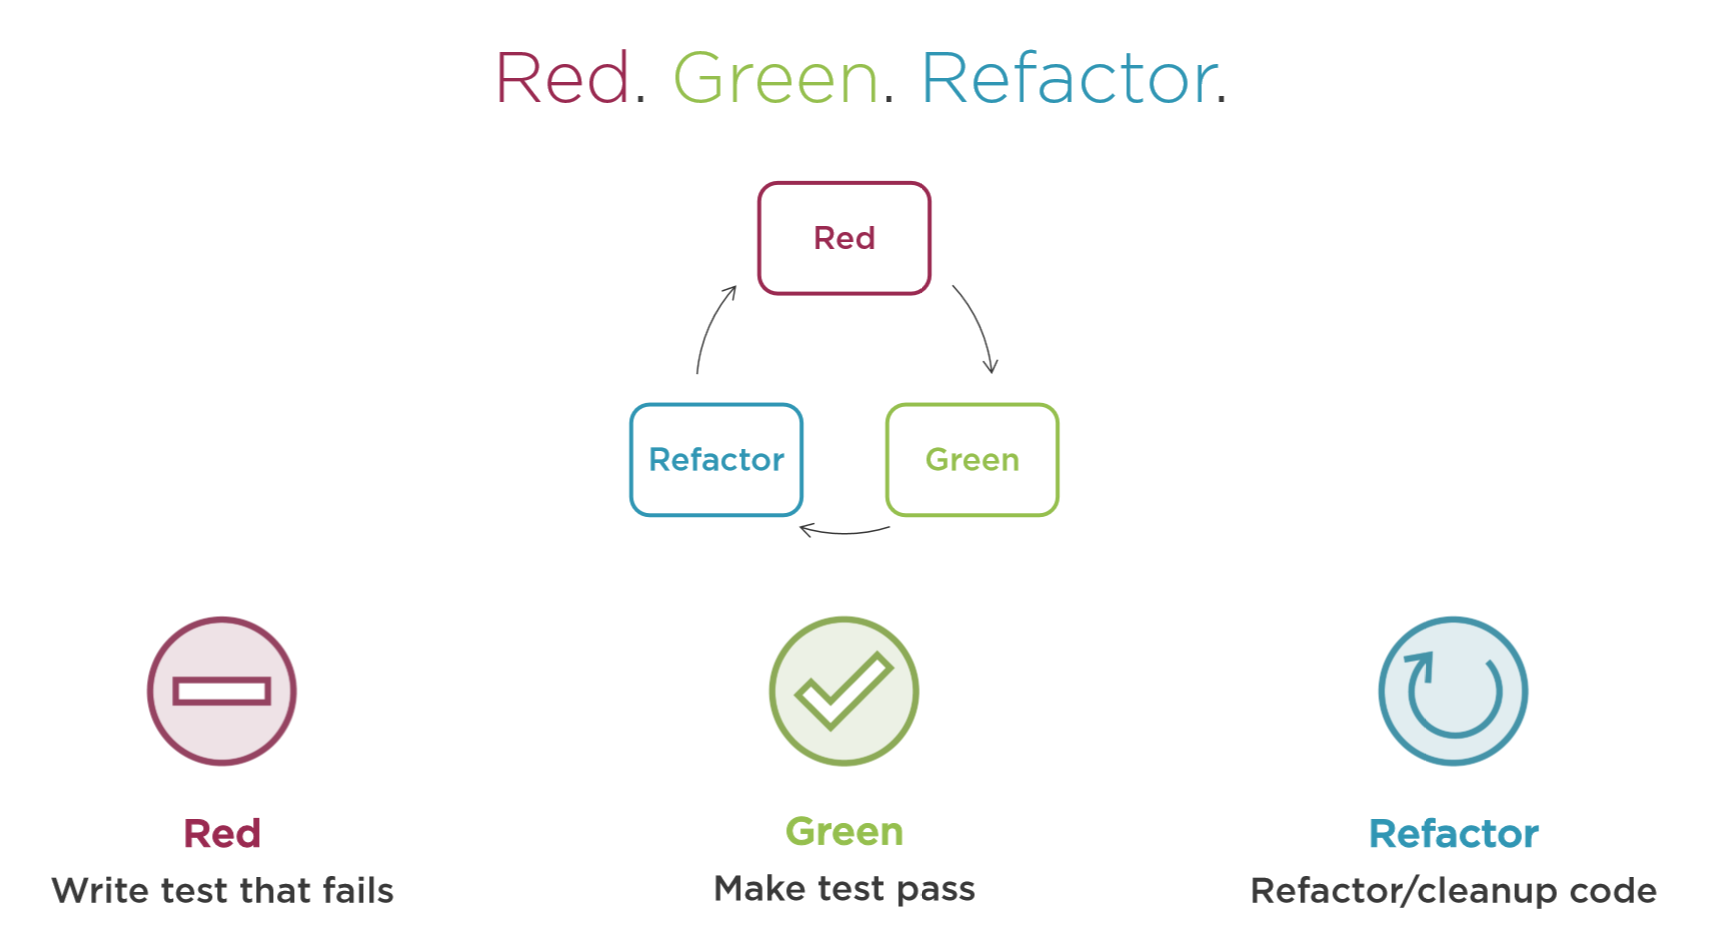 Red. Green. Refactor.
Red
Refactor
Green
Red
Write test that fails
Green
Make test pass
Refactor
Refactor/cleanup code